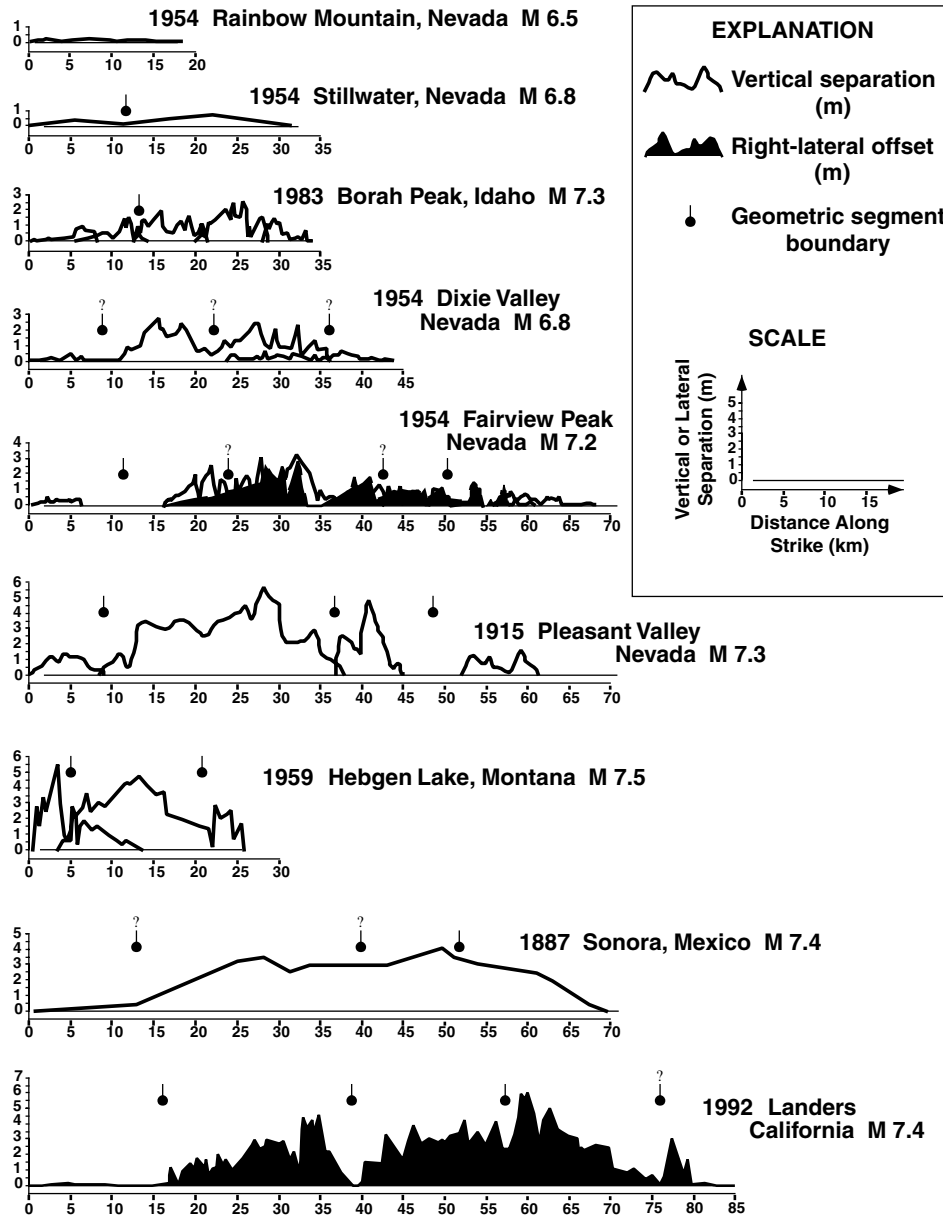 1954 Rainbow Mountain, Nevada M 6.5
1
0
0 5 10 15 20
1954 Stillwater, Nevada M 6.8
1
0
0 5 10 15 20 25 30 35
1983 Borah Peak, Idaho M 7.3
3
2
1
0
0 5 10 15 20 25 30 35
1954 Dixie Valley
Nevada M 6.8
? ? ?
3
2
1
0
0 5 10 15 20 25 30 35 45
1954 Fairview Peak
Nevada M 7.2
? ?
4
3
2
1
0
0 5 10 15 20 25 30 35 40 45 50 55 60 65 70
1915 Pleasant Valley
Nevada M 7.3
6
5
4
3
2
1
0
0 5 10 15 20 25 30 35 40 45 50 55 60 65 70
1959 Hebgen Lake, Montana M 7.5
6
5
4
3
2
1
0
0 5 10 15 20 25 30
1887 Sonora, Mexico M 7.4
? ?
5
4
3
2
1
0
0 5 10 15 20 25 30 35 40 45 50 55 60 65 70
1992 Landers
California M 7.4
?
7
6
5
4
3
2
1
0
0 5 10 15 20 25 30 35 40 45 50 55 60 65 70 75 80 85
EXPLANATION
Vertical separation
(m)
Right-lateral offset
(m)
Geometric segment
boundary
SCALE
Vertical or Lateral
Separation (m)
5
4
3
2
1
0
0 5 10 15
Distance Along
Strike (km)